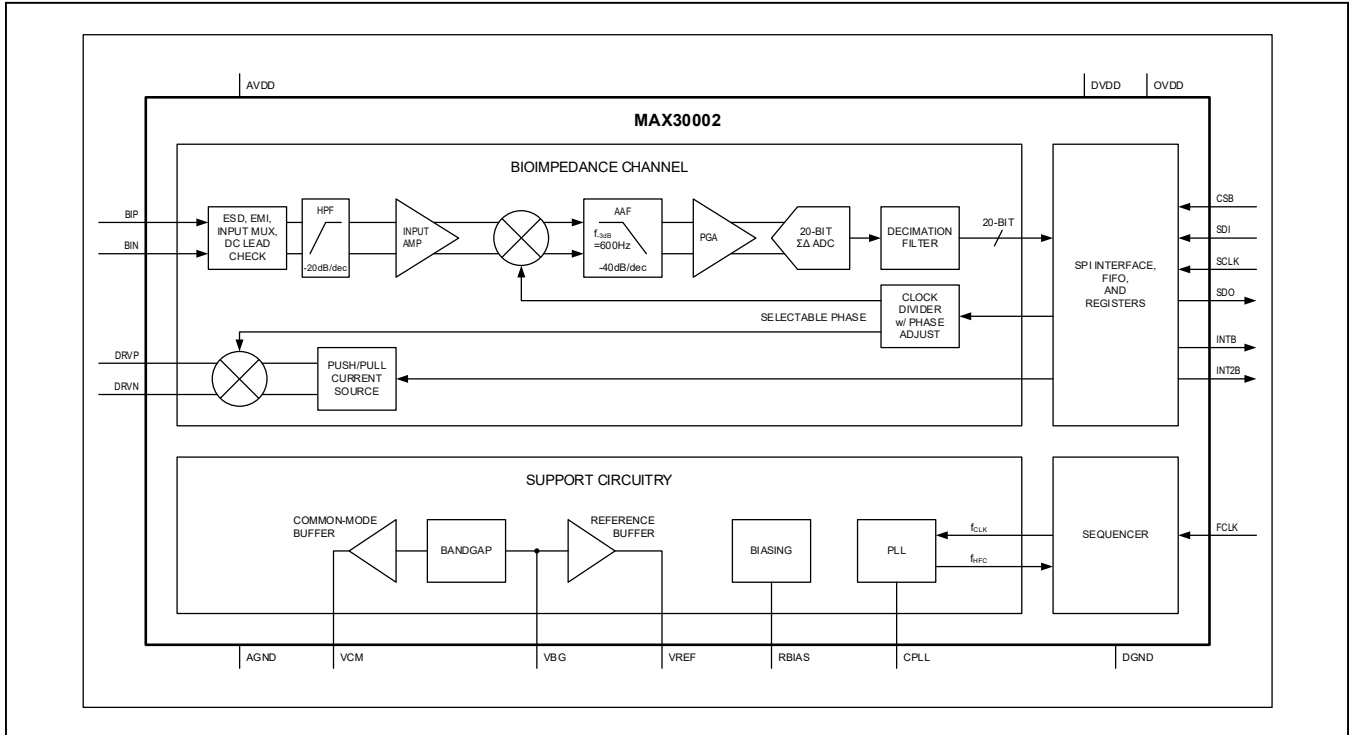 AVDD
DVDD
OVDD
MAX30002
BIOIMPEDANCE CHANNEL
BIP
BIN
ESD, EMI,
INPUT MUX,
DC LEAD
CHECK
HPF
-20dB/dec
INPUT
AMP
AAF
f-3dB
=600Hz
-40dB/dec
PGA
20-BIT
ΣΔ ADC
DECIMATION
FILTER
20-BIT
SPI INTERFACE,
FIFO,
AND
REGISTERS
CSB
SDI
SCLK
SDO
INTB
INT2B
SELECTABLE PHASE
CLOCK
DIVIDER
w/ PHASE
ADJUST
DRVP
DRVN
PUSH/PULL
CURRENT
SOURCE
SUPPORT CIRCUITRY
COMMON-MODE
BUFFER
BANDGAP
REFERENCE
BUFFER
BIASING
PLL
fCLK
fHFC
SEQUENCER
FCLK
AGND
VCM
VBG
VREF
RBIAS
CPLL
DGND